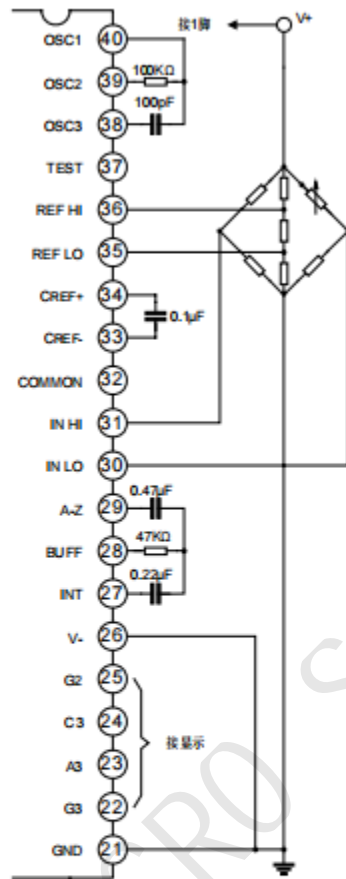 接1脚 V+
OSC1 40
OSC2 39 100KΩ
100pF
OSC3 38
TEST 37
REF HI 36
REF LO 35
CREF+ 34
0.1μF
CREF- 33
COMMON 32
IN HI 31
IN LO 30
0.47μF
A-Z 29
47KΩ
BUFF 28
0.22μF
INT 27
V- 26
G2 25
C3 24
接显示
A3 23
G3 22
GND 21